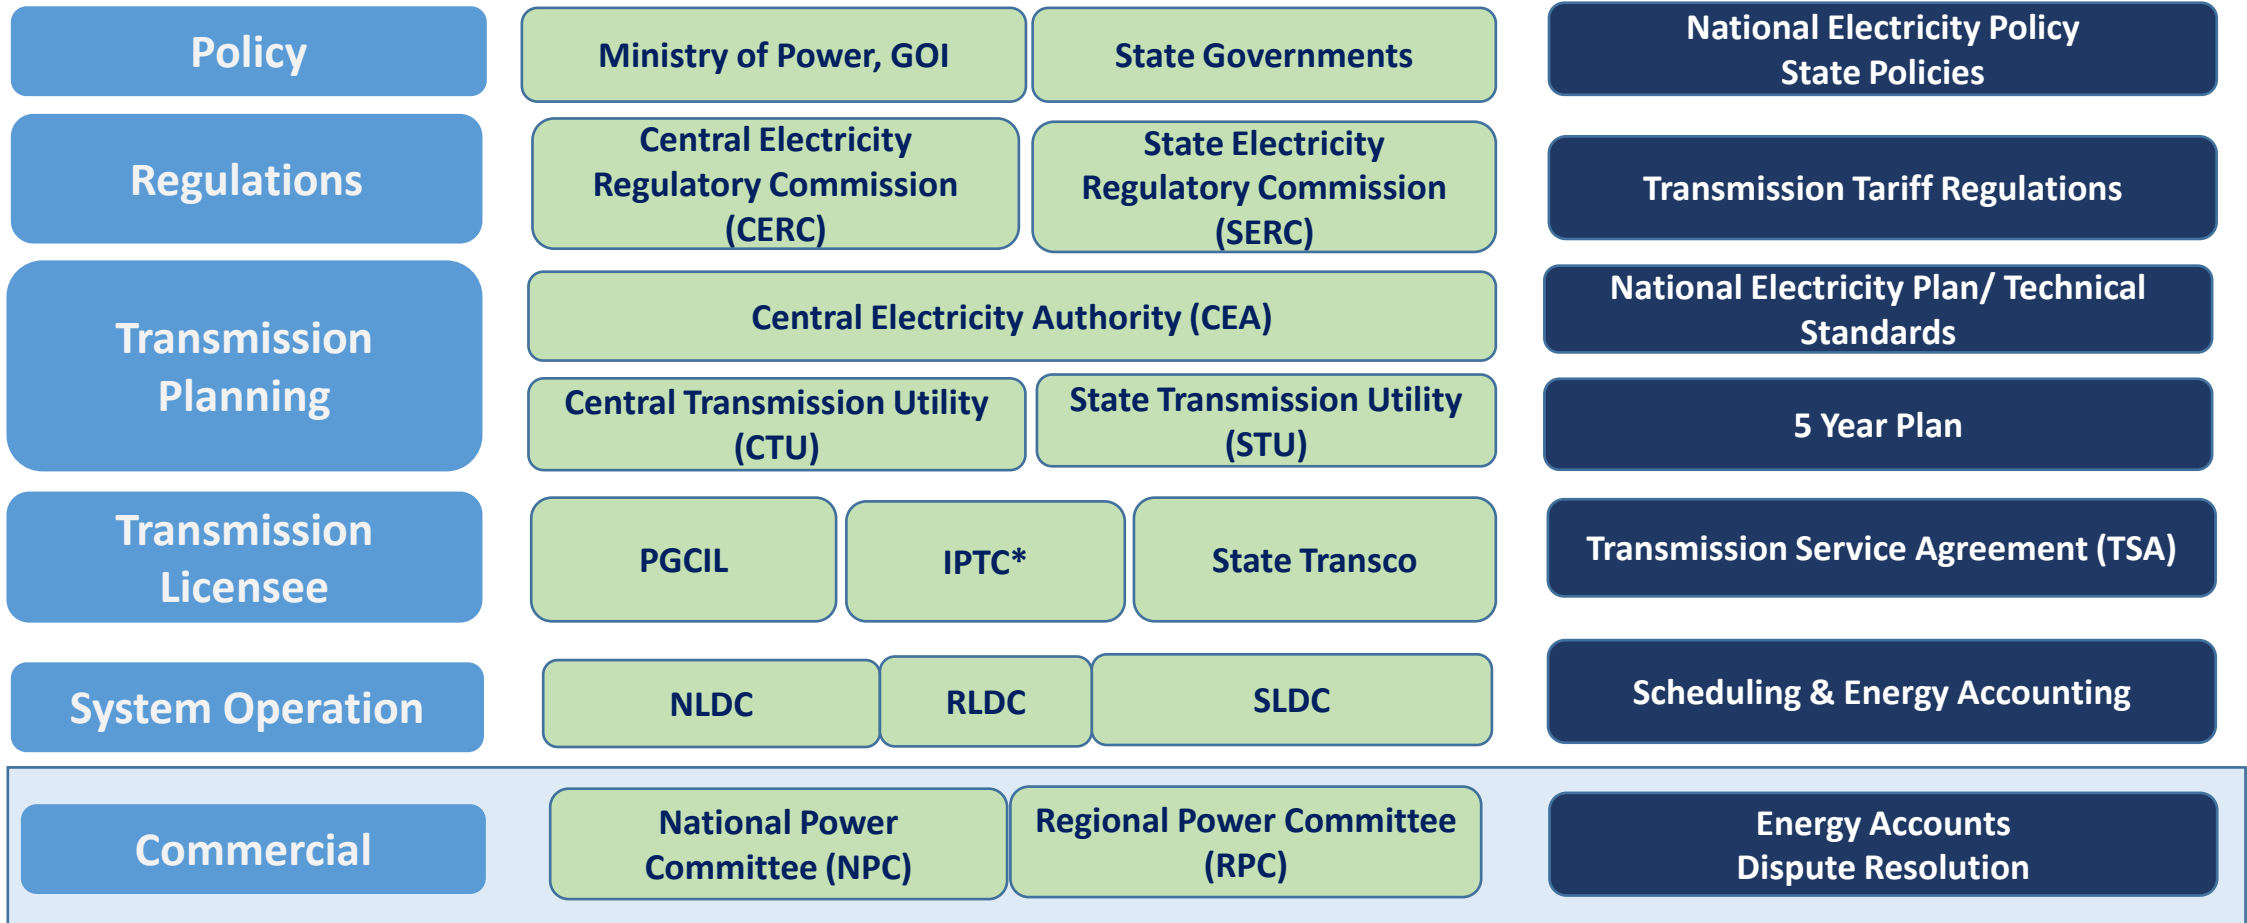 Policy
Ministry of Power, GOI
State Governments
National Electricity Policy
State Policies
Regulations
Central Electricity
Regulatory Commission
(CERC)
State Electricity
Regulatory Commission
(SERC)
Transmission Tariff Regulations
Transmission
Planning
Central Electricity Authority (CEA)
National Electricity Plan/ Technical
Standards
Central Transmission Utility
(CTU)
State Transmission Utility
(STU)
5 Year Plan
Transmission
Licensee
PGCIL
IPTC*
State Transco
Transmission Service Agreement (TSA)
System Operation
NLDC
RLDC
SLDC
Scheduling & Energy Accounting
Commercial
National Power
Committee (NPC)
Regional Power Committee
(RPC)
Energy Accounts
Dispute Resolution